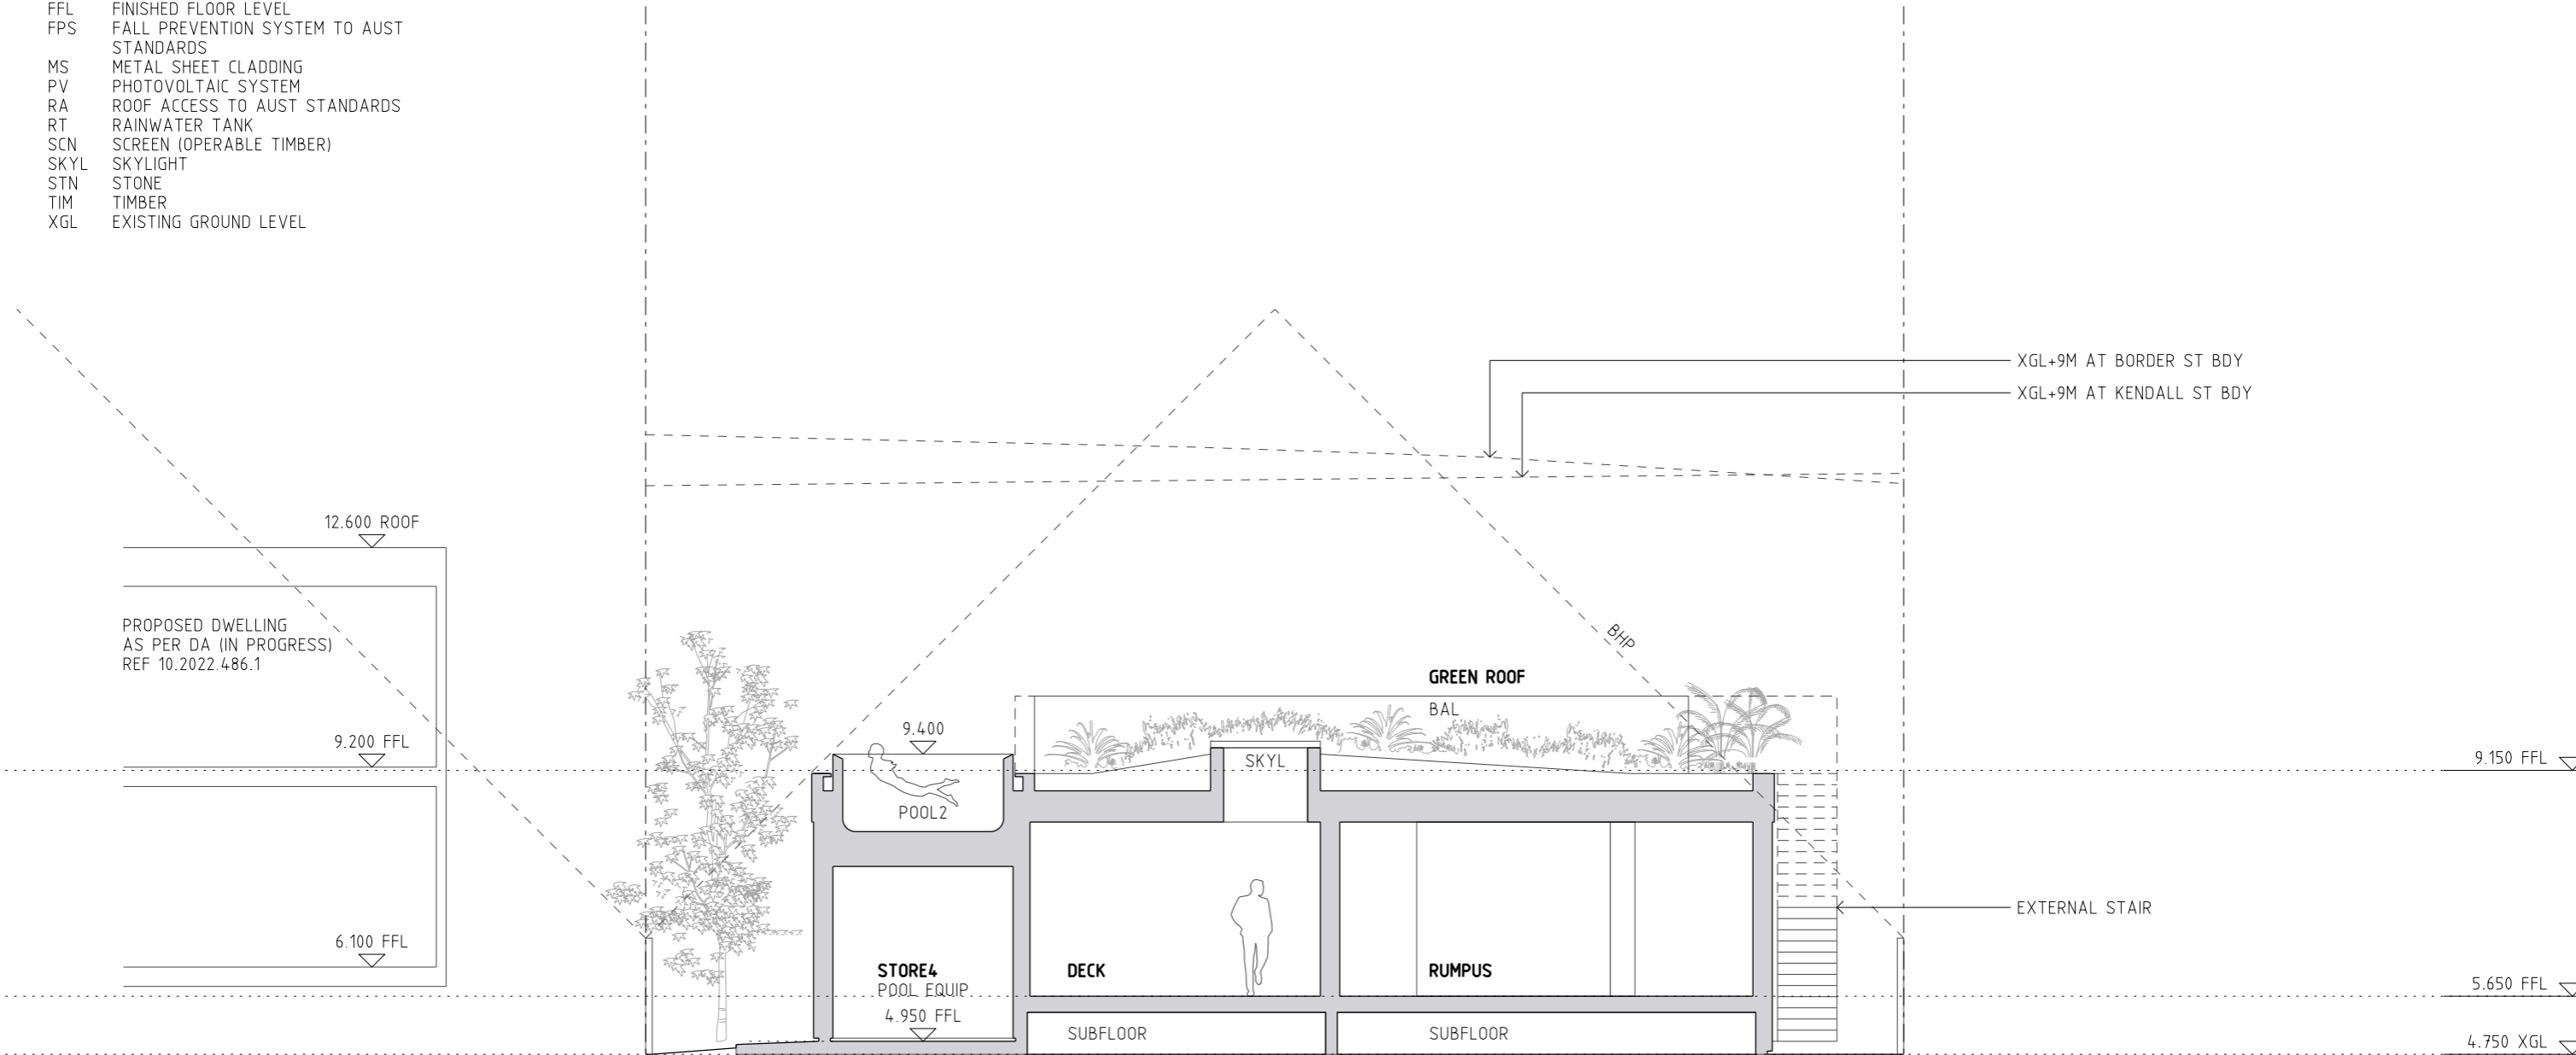 FFL FINISHED FLOOR LEVEL
FPS FALL PREVENTION SYSTEM TO AUST
STANDARDS
MS METAL SHEET CLADDING
PV PHOTOVOLTAIC SYSTEM
RA ROOF ACCESS TO AUST STANDARDS
RT RAINWATER TANK
SCN SCREEN (OPERABLE TIMBER)
SKYL SKYLIGHT
STN STONE
TIM TIMBER
XGL EXISTING GROUND LEVEL
XGL+9M AT BORDER ST BDY
XGL+9M AT KENDALL ST BDY
12.600 ROOF
PROPOSED DWELLING
AS PER DA (IN PROGRESS)
REF 10.2022.486.1
BHP
GREEN ROOF
BAL
9.400
9.200 FFL
SKYL
9.150 FFL
POOL2
EXTERNAL STAIR
6.100 FFL
STORE4
POOL EQUIP
4.950 FFL
DECK
RUMPUS
5.650 FFL
SUBFLOOR
SUBFLOOR
4.750 XGL